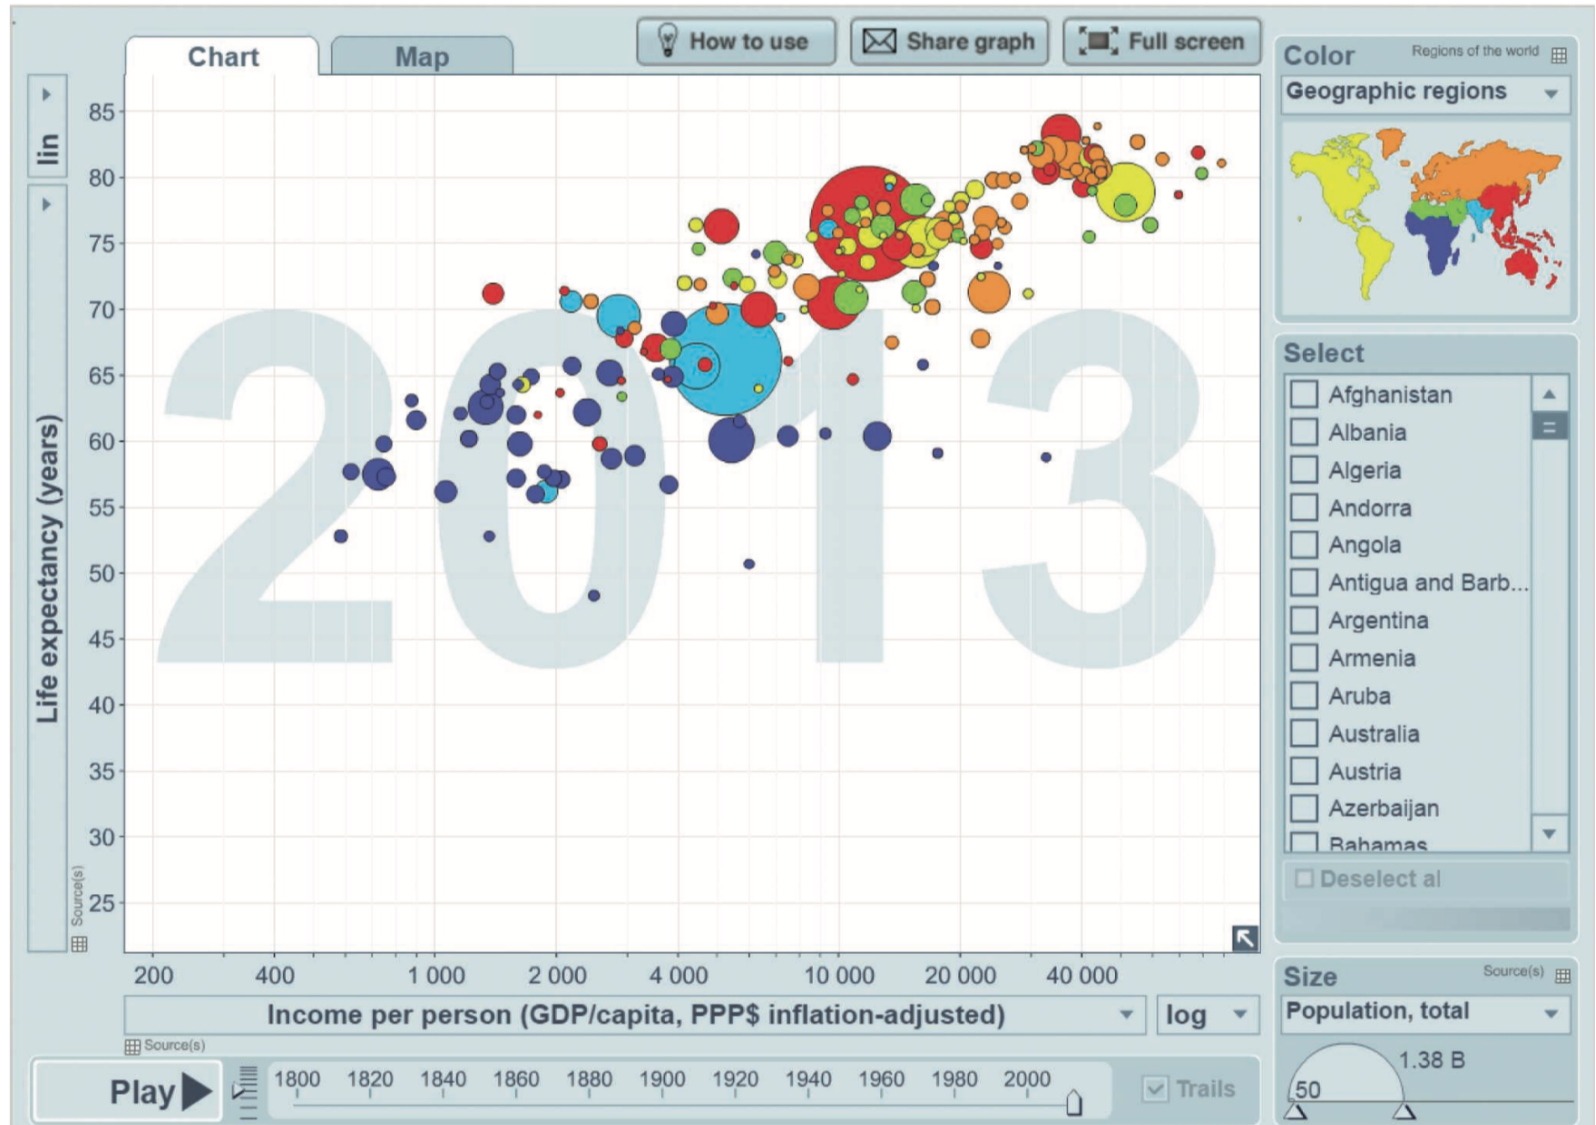 Chart
Map
How to use
Share graph
Full screen
Color
Regions of the world
Geographic regions
lin
Life expectancy (years)
Source(s)
85
80
75
70
65
60
55
50
45
40
35
30
25
2013
200
400
1 000
2 000
4 000
10 000
20 000
40 000
Income per person (GDP/capita, PPP$ inflation-adjusted)
log
Source(s)
Select
Afghanistan
Albania
Algeria
Andorra
Angola
Antigua and Barb...
Argentina
Armenia
Aruba
Australia
Austria
Azerbaijan
Bahamas
Deselect al
Size
Source(s)
Population, total
1.38 B
50
Play
1800
1820
1840
1860
1880
1900
1920
1940
1960
1980
2000
Trails